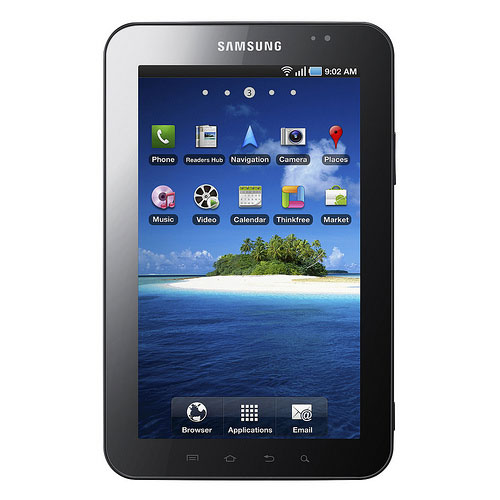 SAMSUNG
9:02 AM
3
Phone Readers Hub Navigation Camera Places
Music Video Calendar Thinkfree Market
Browser Applications Email